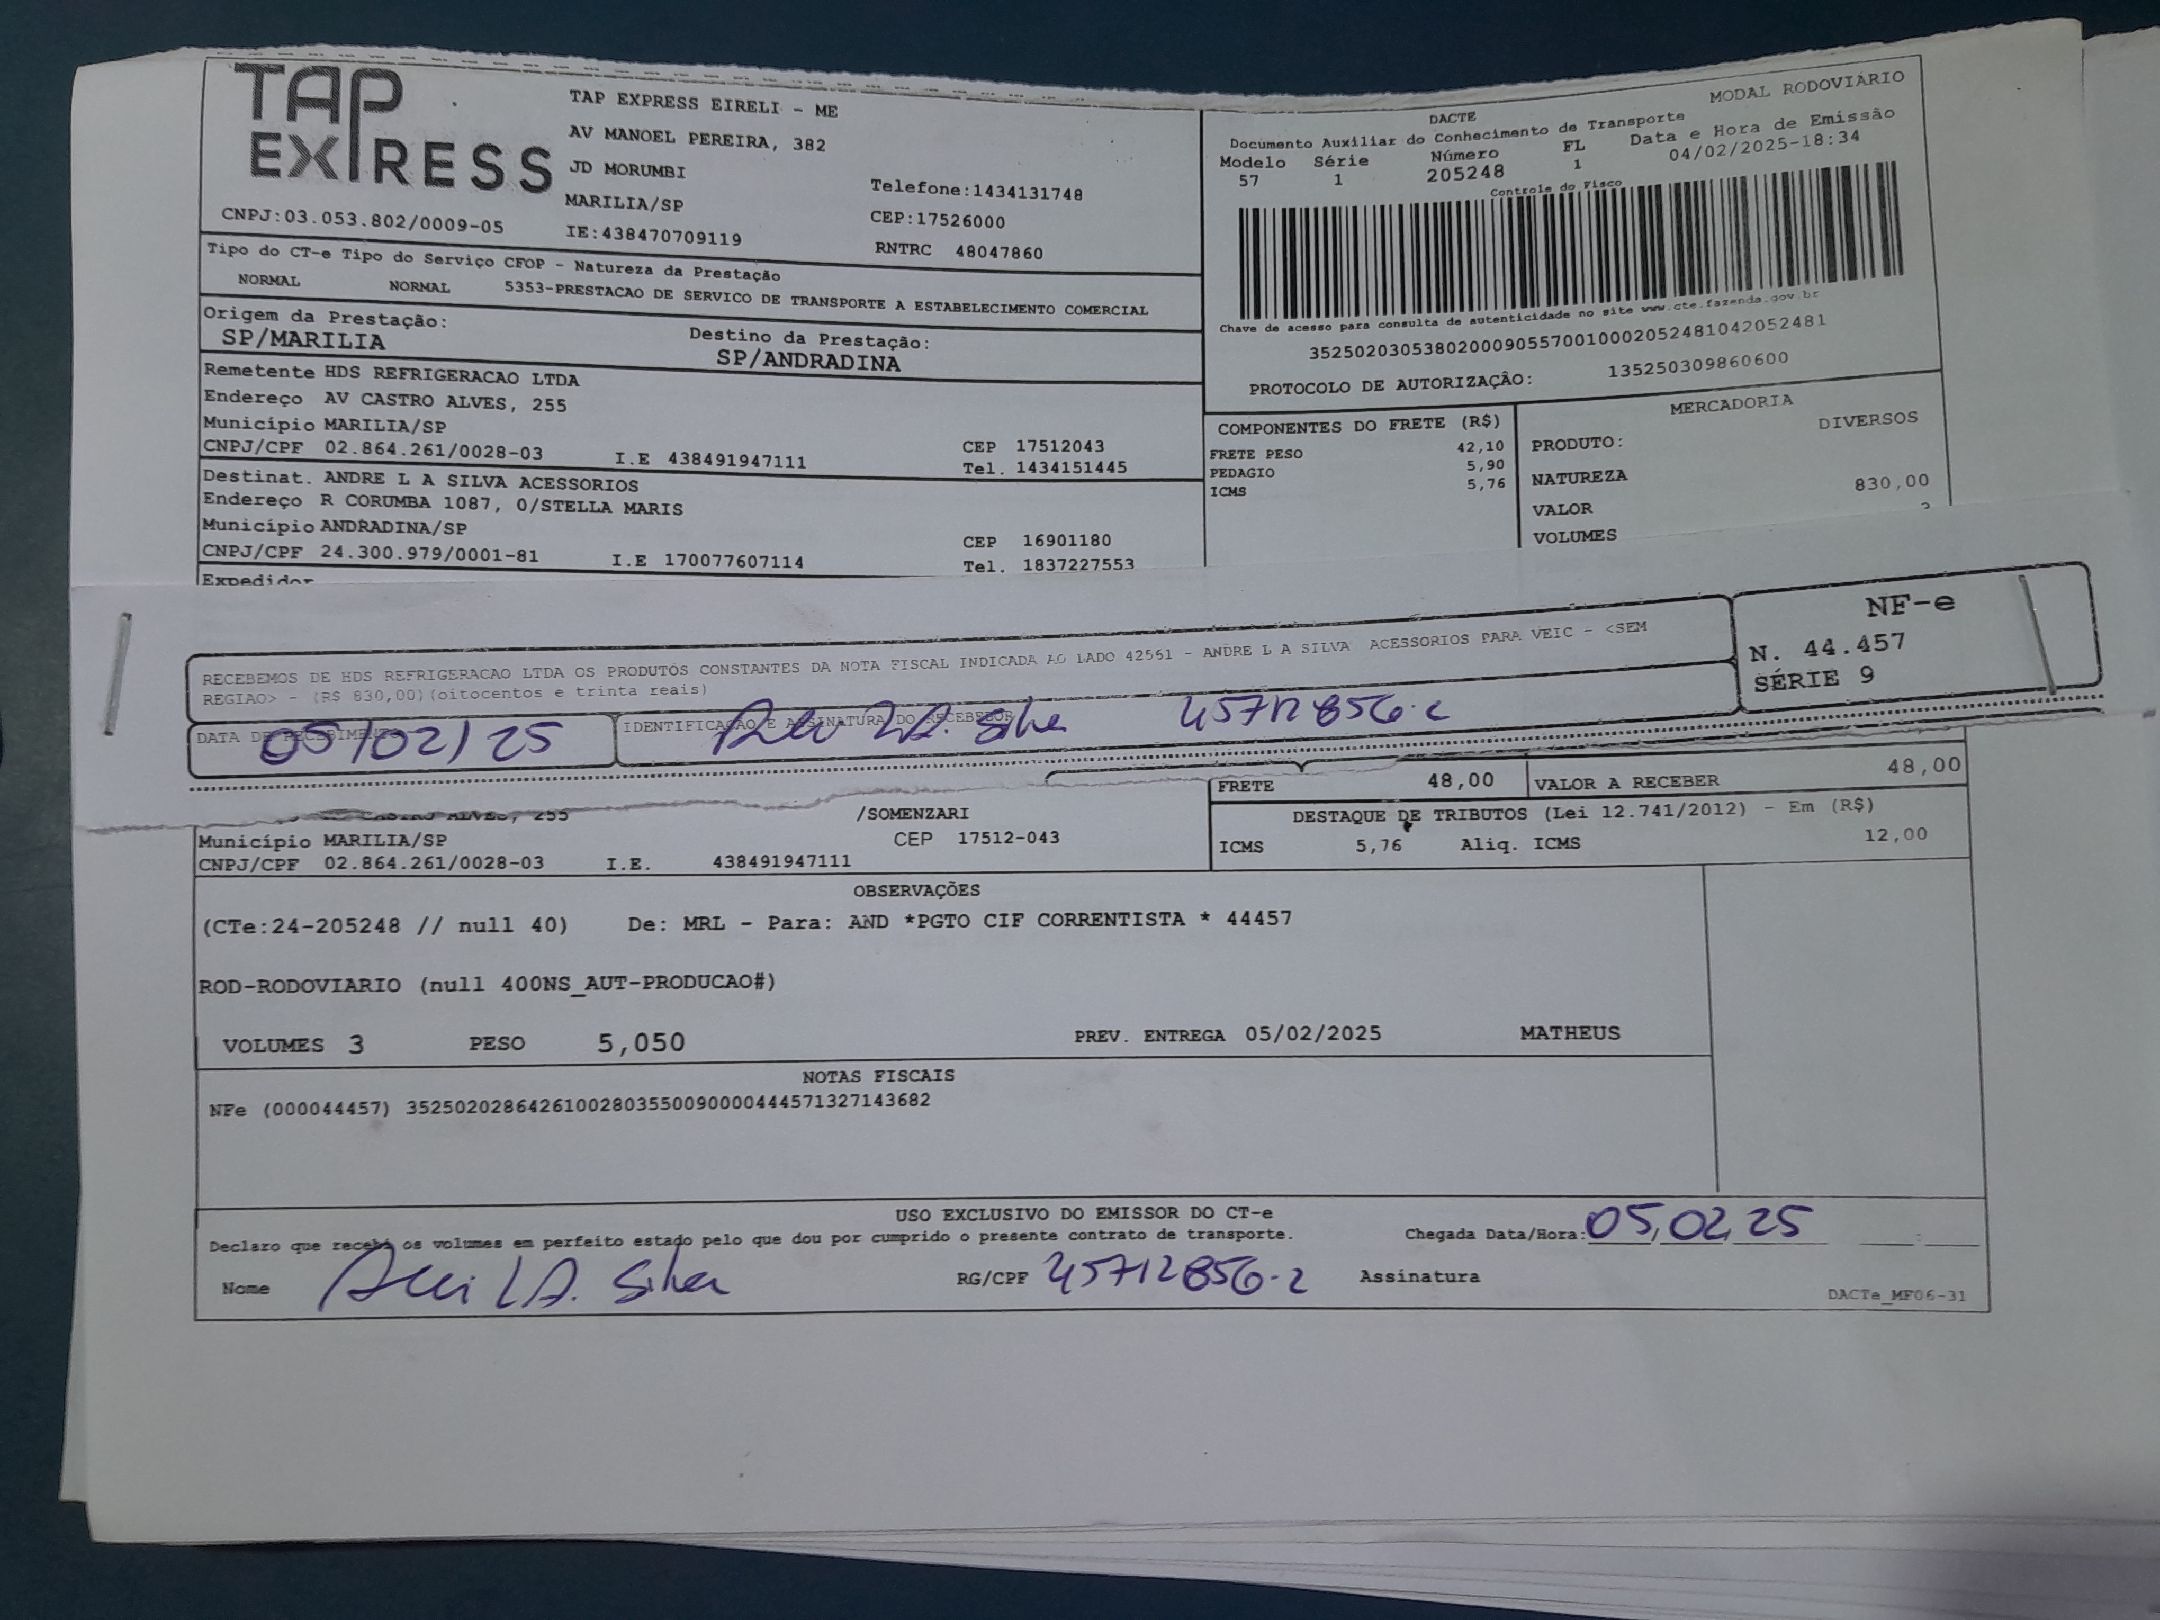 TAP EXPRESS
TAP EXPRESS EIRELI - ME
AV MANOEL PEREIRA, 382
JD MORUMBI
MARILIA/SP
Telefone:1434131748
CEP:17526000
CNPJ:03.053.802/0009-05
IE:438470709119
RNTRC 48047860
MODAL RODOVIÁRIO
DACTE
Documento Auxiliar do Conhecimento de Transporte
Modelo Série Número FL Data e Hora de Emissão
57 1 205248 1 04/02/2025-18:34
Controle do Fisco
Chave de acesso para consulta de autenticidade no site www.cte.fazenda.gov.br
35250203053802000905570010002052481042052481
PROTOCOLO DE AUTORIZAÇÃO: 135250309860600
Tipo do CT-e Tipo do Serviço CFOP - Natureza da Prestação
NORMAL NORMAL 5353-PRESTACAO DE SERVICO DE TRANSPORTE A ESTABELECIMENTO COMERCIAL
Origem da Prestação: Destino da Prestação:
SP/MARILIA SP/ANDRADINA
Remetente HDS REFRIGERACAO LTDA
Endereço AV CASTRO ALVES, 255
Município MARILIA/SP CEP 17512043
CNPJ/CPF 02.864.261/0028-03 I.E 438491947111 Tel. 1434151445
Destinat. ANDRE L A SILVA ACESSORIOS
Endereço R CORUMBA 1087, 0/STELLA MARIS
Município ANDRADINA/SP CEP 16901180
CNPJ/CPF 24.300.979/0001-81 I.E 170077607114 Tel. 1837227553
Expedidor
COMPONENTES DO FRETE (R$)
FRETE PESO 42,10
PEDAGIO 5,90
ICMS 5,76
MERCADORIA
PRODUTO: DIVERSOS
NATUREZA
VALOR 830,00
VOLUMES
RECEBEMOS DE HDS REFRIGERACAO LTDA OS PRODUTOS CONSTANTES DA NOTA FISCAL INDICADA AO LADO 42561 - ANDRE L A SILVA ACESSORIOS PARA VEIC - <SEM
REGIAO> - (R$ 830,00)(oitocentos e trinta reais)
NF-e
N. 44.457
SÉRIE 9
DATA DE RECEBIMENTO IDENTIFICAÇÃO E ASSINATURA DO RECEBEDOR
05/02/25 L A. Silva 45712856-2
FRETE 48,00 VALOR A RECEBER 48,00
CASTRO ALVES, 255 /SOMENZARI
Município MARILIA/SP CEP 17512-043
CNPJ/CPF 02.864.261/0028-03 I.E. 438491947111
DESTAQUE DE TRIBUTOS (Lei 12.741/2012) - Em (R$)
ICMS 5,76 Aliq. ICMS 12,00
OBSERVAÇÕES
(CTe:24-205248 // null 40) De: MRL - Para: AND *PGTO CIF CORRENTISTA * 44457
ROD-RODOVIARIO (null 400NS_AUT-PRODUCAO#)
VOLUMES 3 PESO 5,050 PREV. ENTREGA 05/02/2025 MATHEUS
NOTAS FISCAIS
NFe (000044457) 35250202864261002803550090000444571327143682
USO EXCLUSIVO DO EMISSOR DO CT-e
Declaro que recebi os volumes em perfeito estado pelo que dou por cumprido o presente contrato de transporte. Chegada Data/Hora: 05,02,25
Nome L A. Silva RG/CPF 45712856-2 Assinatura
DACTe_MF06-31